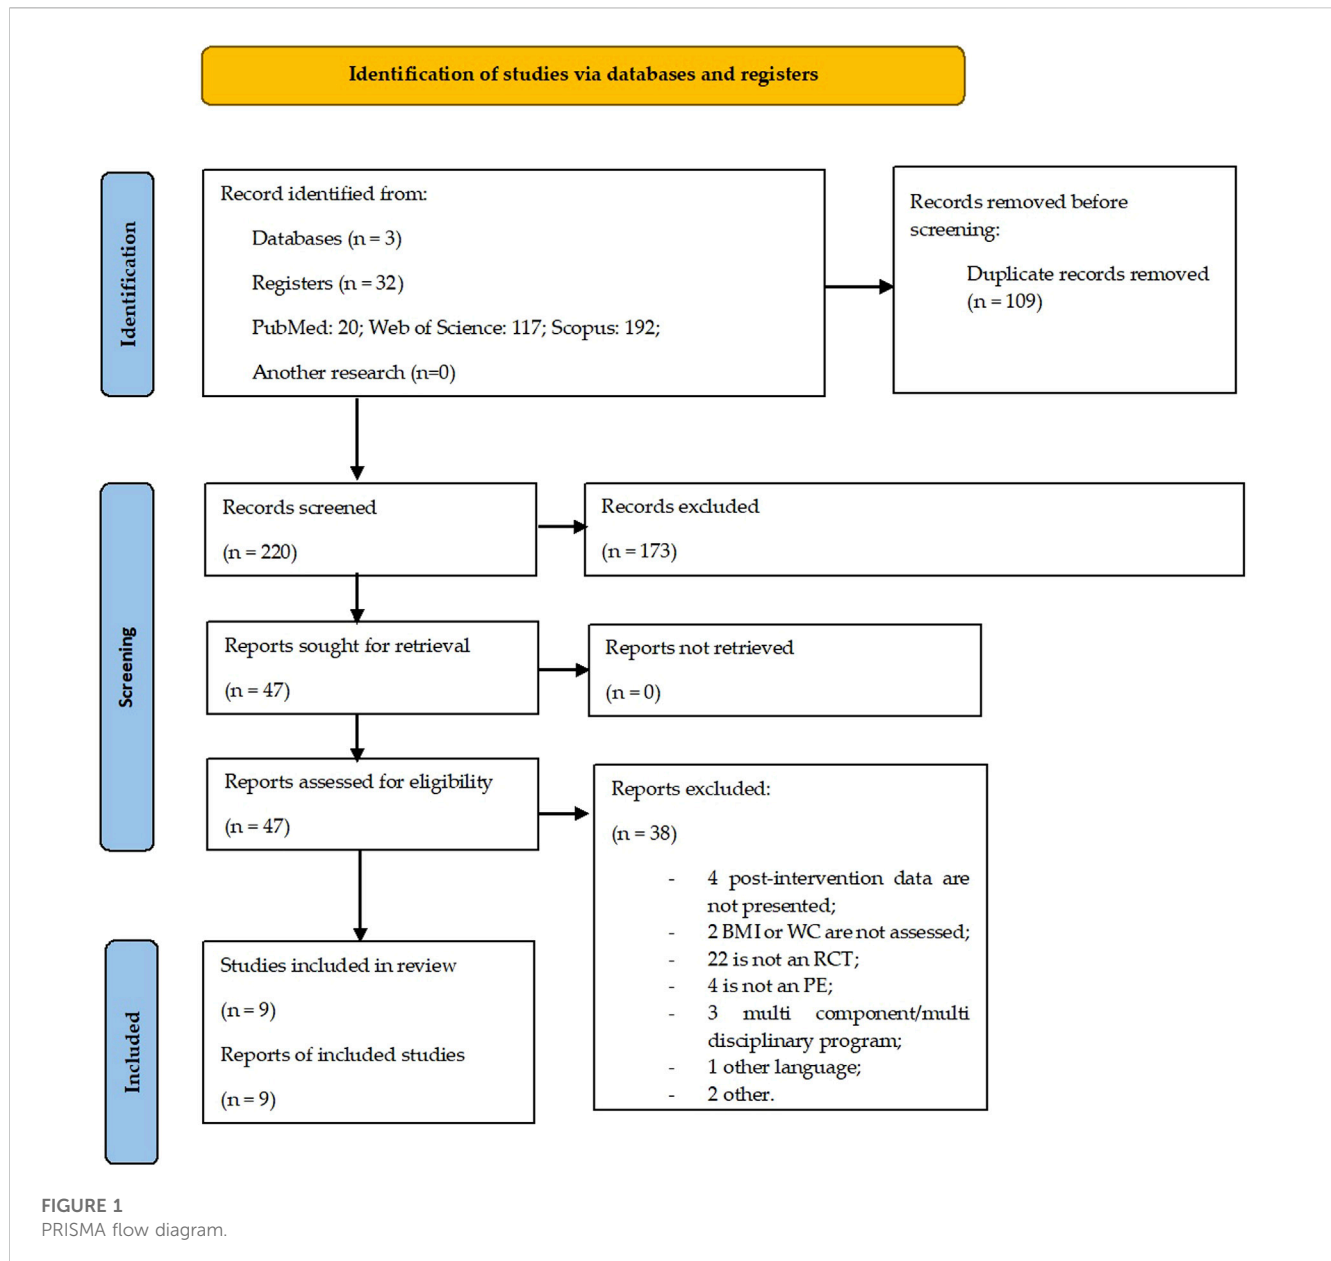 Identification of studies via databases and registers
Identification
Record identified from:
Databases (n = 3)
Registers (n = 32)
PubMed: 20; Web of Science: 117; Scopus: 192;
Another research (n=0)
Records removed before
screening:
Duplicate records removed
(n = 109)
Screening
Records screened
(n = 220)
Records excluded
(n = 173)
Reports sought for retrieval
(n = 47)
Reports not retrieved
(n = 0)
Reports assessed for eligibility
(n = 47)
Reports excluded:
(n = 38)
- 4 post-intervention data are
not presented;
- 2 BMI or WC are not assessed;
- 22 is not an RCT;
- 4 is not an PE;
- 3 multi component/multi
disciplinary program;
- 1 other language;
- 2 other.
Included
Studies included in review
(n = 9)
Reports of included studies
(n = 9)
FIGURE 1
PRISMA flow diagram.